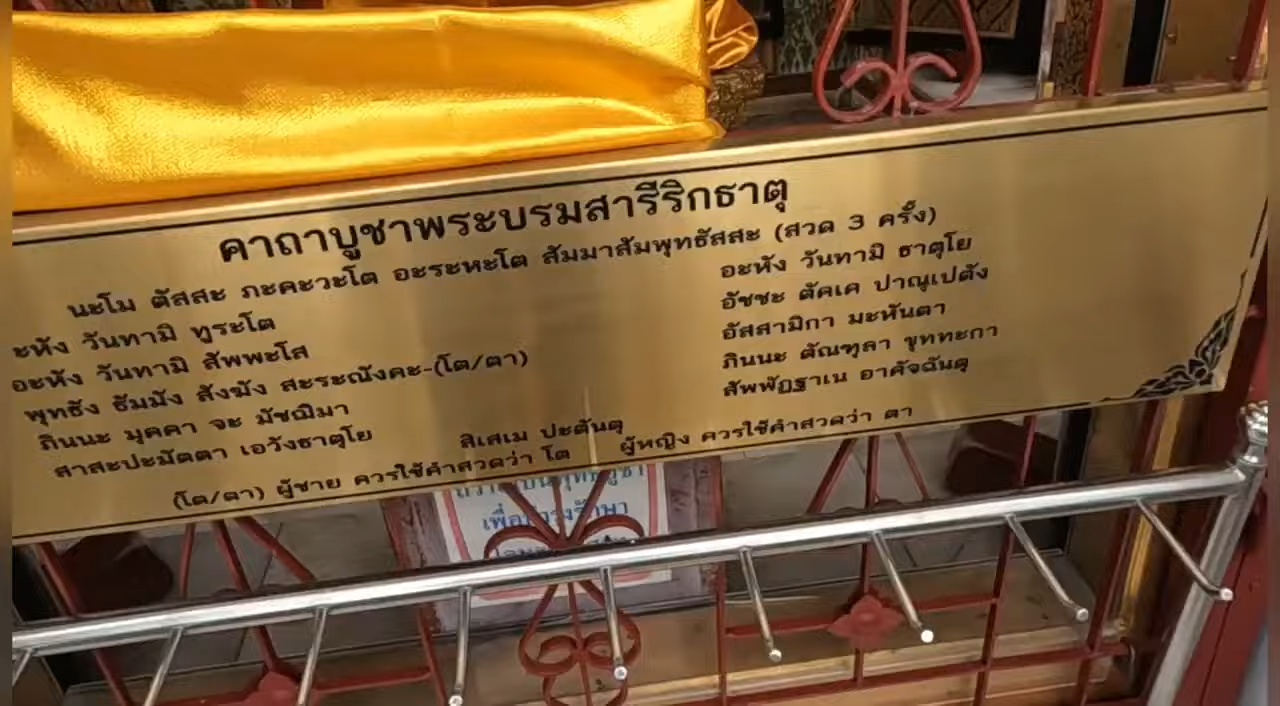 คาถาบูชาพระบรมสารีริกธาตุ
นะโม ตัสสะ ภะคะวะโต อะระหะโต สัมมาสัมพุทธัสสะ (สวด 3 ครั้ง)
ะหัง วันทามิ ทูระโต อะหัง วันทามิ ธาตุโย
อะหัง วันทามิ สัพพะโส อัชชะ ตัคเค ปาณุเปตัง
พุทธัง ธัมมัง สังฆัง สะระณังคะ-(โต/ตา) อัสสามิกา มะหันตา
ภินนะ มุคคา จะ มัชฌิมา ภินนะ ตัณฑุลา ขุททะกา
สาสะปะมัตตา เอวังธาตุโย สัพพัฏฐาเน อาคัจฉันตุ
สิเสเม ปะตันตุ
(โต/ตา) ผู้ชาย ควรใช้คำสวดว่า โต ผู้หญิง ควรใช้คำสวดว่า ตา